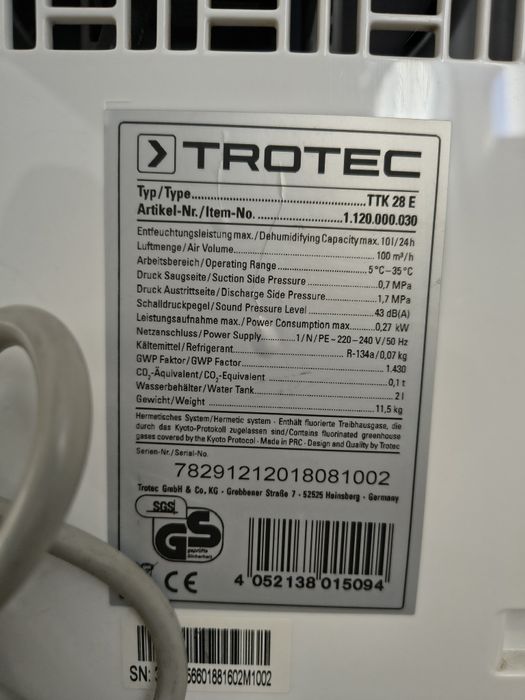 TROTEC
Typ/Type..................................................TTK 28 E
Artikel-Nr./Item-No. ........................1.120.000.030
Entfeuchtungsleistung max./Dehumidifying Capacity max. 10l/24h
Luftmenge/Air Volume..................................................100 m³/h
Arbeitsbereich/Operating Range..............................5°C–35°C
Druck Saugseite/Suction Side Pressure........................0,7 MPa
Druck Austrittseite/Discharge Side Pressure..................1,7 MPa
Schalldruckpegel/Sound Pressure Level........................43 dB(A)
Leistungsaufnahme max./Power Consumption max...........0,27 kW
Netzanschluss/Power Supply..........1/N/PE~220–240 V/50 Hz
Kältemittel/Refrigerant..............................R-134a/0,07 kg
GWP Faktor/GWP Factor........................................1.430
CO₂-Äquivalent/CO₂-Equivalent..............................0,1 t
Wasserbehälter/Water Tank........................................2 l
Gewicht/Weight..................................................11,5 kg
Hermetisches System/Hermetic system - Enthält fluorierte Treibhausgase, die
durch das Kyoto-Protokoll zugelassen sind/Contains fluorinated greenhouse
gases covered by the Kyoto Protocol - Made in PRC - Design and Quality by Trotec
Serien-Nr./Serial-No.
78291212018081002
Trotec GmbH & Co. KG · Grebbener Straße 7 · 52525 Heinsberg · Germany
SGS
GS
geprüfte
Sicherheit
CE
4 052138 015094
SN: 3 56601881602M1002